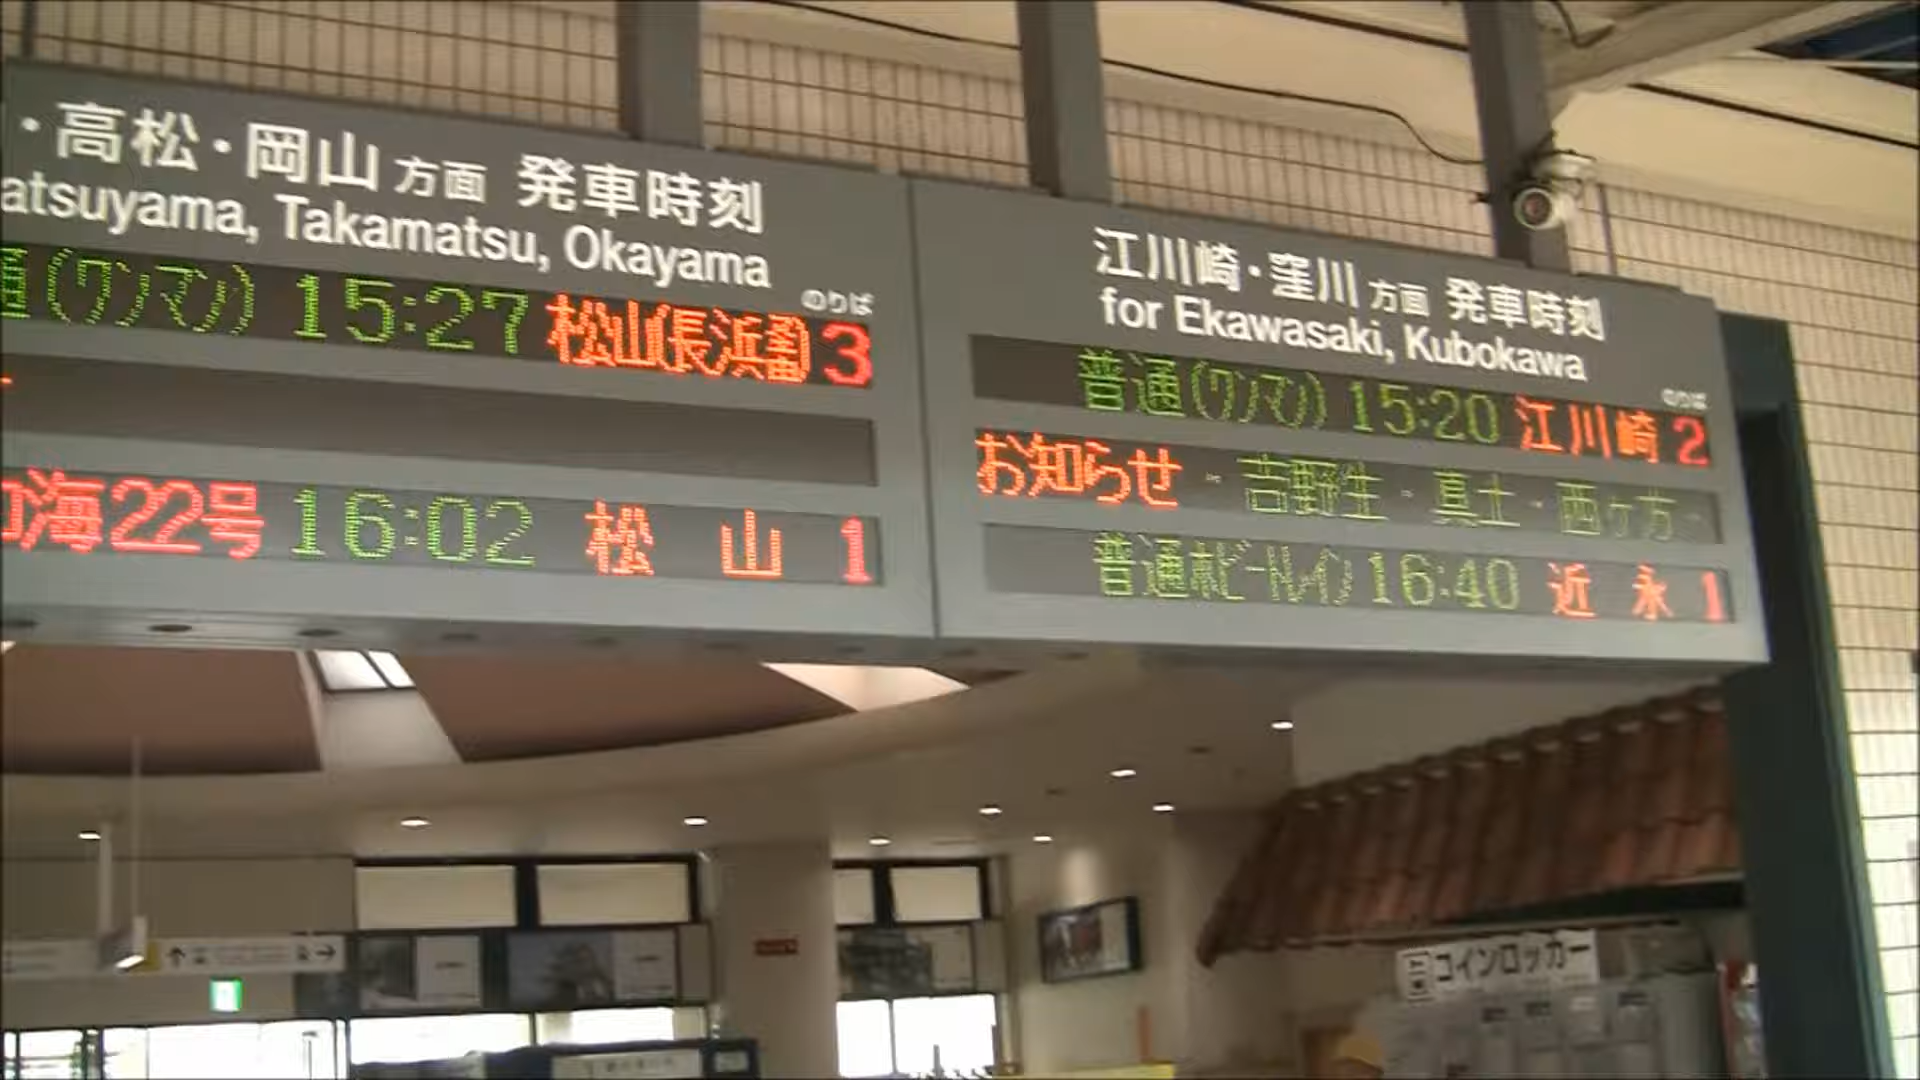 ・高松・岡山 方面 発車時刻
atsuyama, Takamatsu, Okayama
のりば
通(ワンマン) 15:27 松山(長浜 3
海22号 16:02 松山 1
江川崎・窪川 方面 発車時刻
for Ekawasaki, Kubokawa
のりば
普通(ワンマン) 15:20 江川崎 2
お知らせ ・吉野生・真土・西ヶ方・
普通 16:40 近永 1
コインロッカー